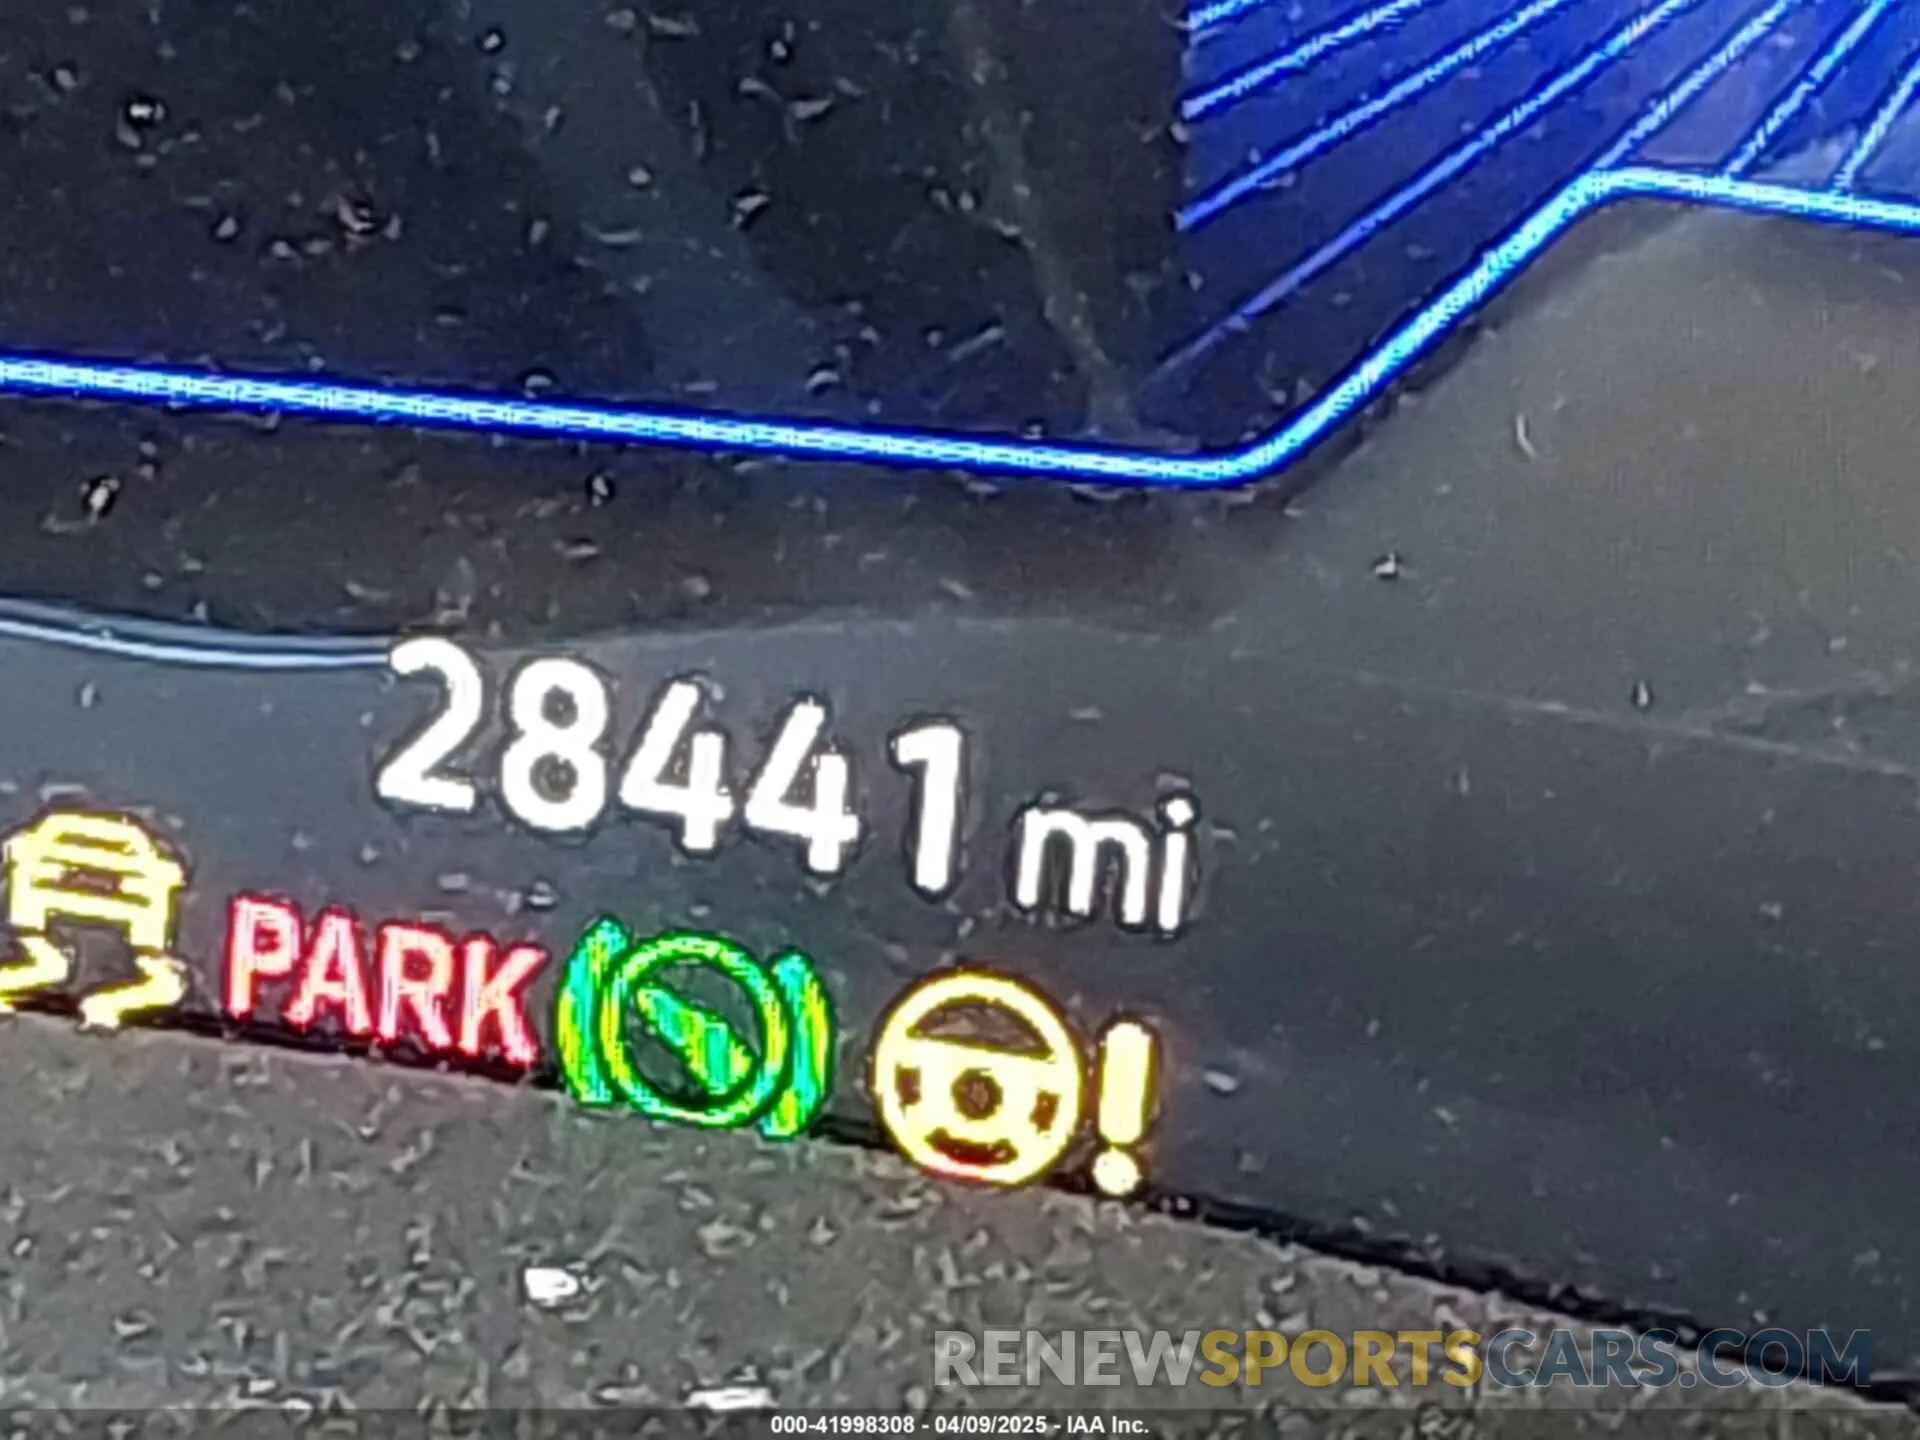 28441 mi
PARK
!
RENEWSPORTSCARS.COM
000-41998308 - 04/09/2025 - IAA Inc.